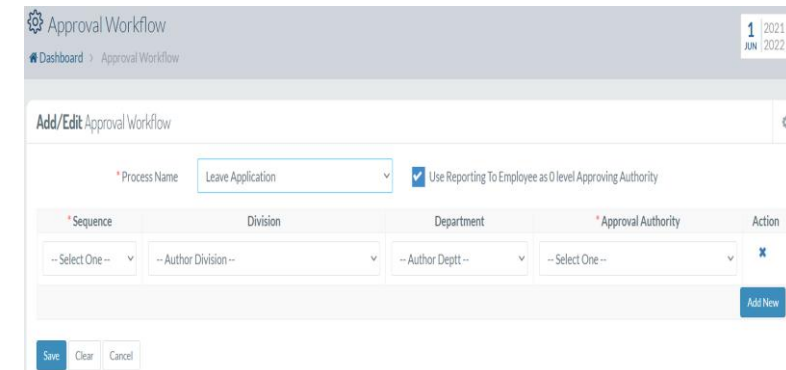 Approval Workflow
1 2021
JUN 2022
Dashboard > Approval Workflow
Add/Edit Approval Workflow
* Process Name Leave Application Use Reporting To Employee as 0 level Approving Authority
* Sequence Division Department * Approval Authority Action
-- Select One -- -- Author Division -- -- Author Deptt -- -- Select One --
Add New
Save Clear Cancel